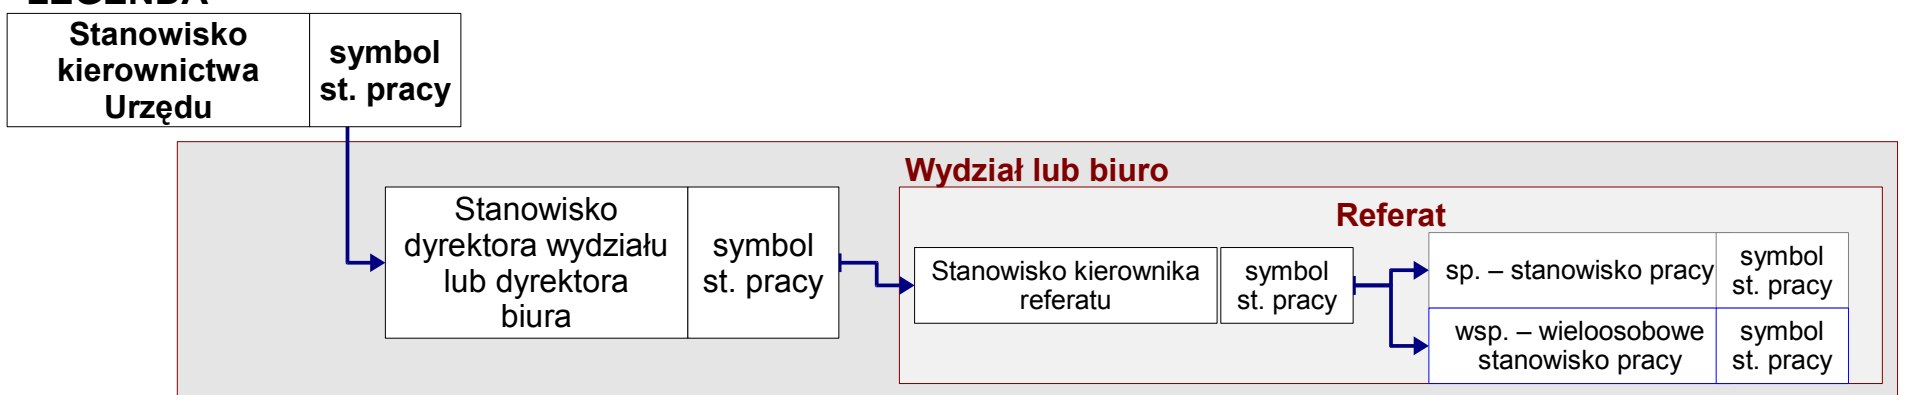 LEGENDA
Stanowisko
kierownictwa
Urzędu
symbol
st. pracy
Wydział lub biuro
Referat
Stanowisko
dyrektora wydziału
lub dyrektora
biura
symbol
st. pracy
Stanowisko kierownika
referatu
symbol
st. pracy
sp. – stanowisko pracy
symbol
st. pracy
wsp. – wieloosobowe
stanowisko pracy
symbol
st. pracy